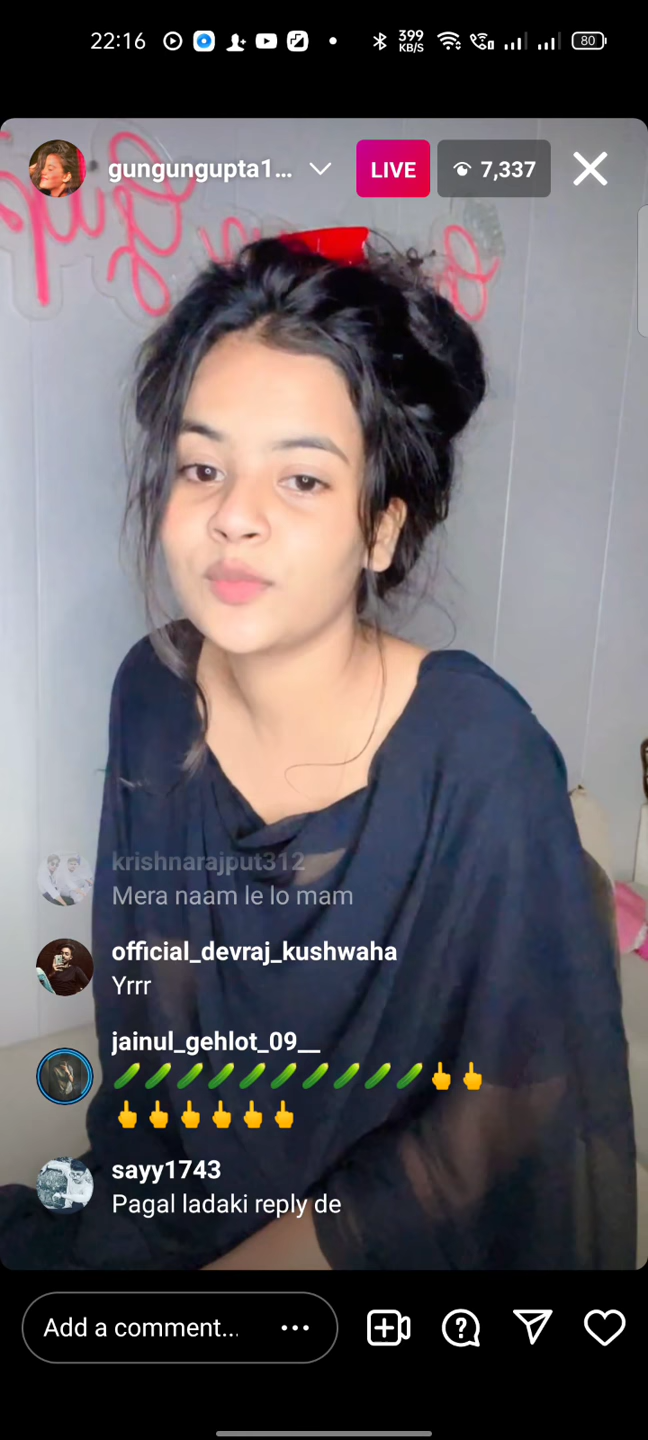 22:16
399
KB/S
80
gungungupta1...
LIVE
7,337
krishnarajput312
Mera naam le lo mam
official_devraj_kushwaha
Yrrr
jainul_gehlot_09__
🥒🥒🥒🥒🥒🥒🥒🥒🥒🥒👆👆
👆👆👆👆👆👆
sayy1743
Pagal ladaki reply de
Add a comment...